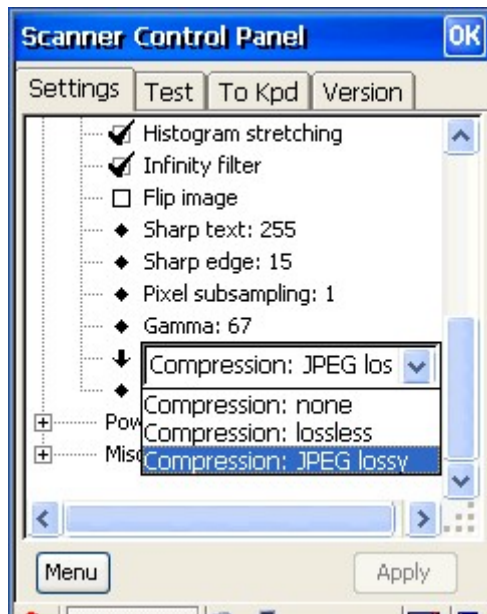 Scanner Control Panel OK
Settings Test To Kpd Version
Histogram stretching
Infinity filter
Flip image
Sharp text: 255
Sharp edge: 15
Pixel subsampling: 1
Gamma: 67
Compression: JPEG los
Compression: none
Pow
Compression: lossless
Misc
Compression: JPEG lossy
Menu Apply